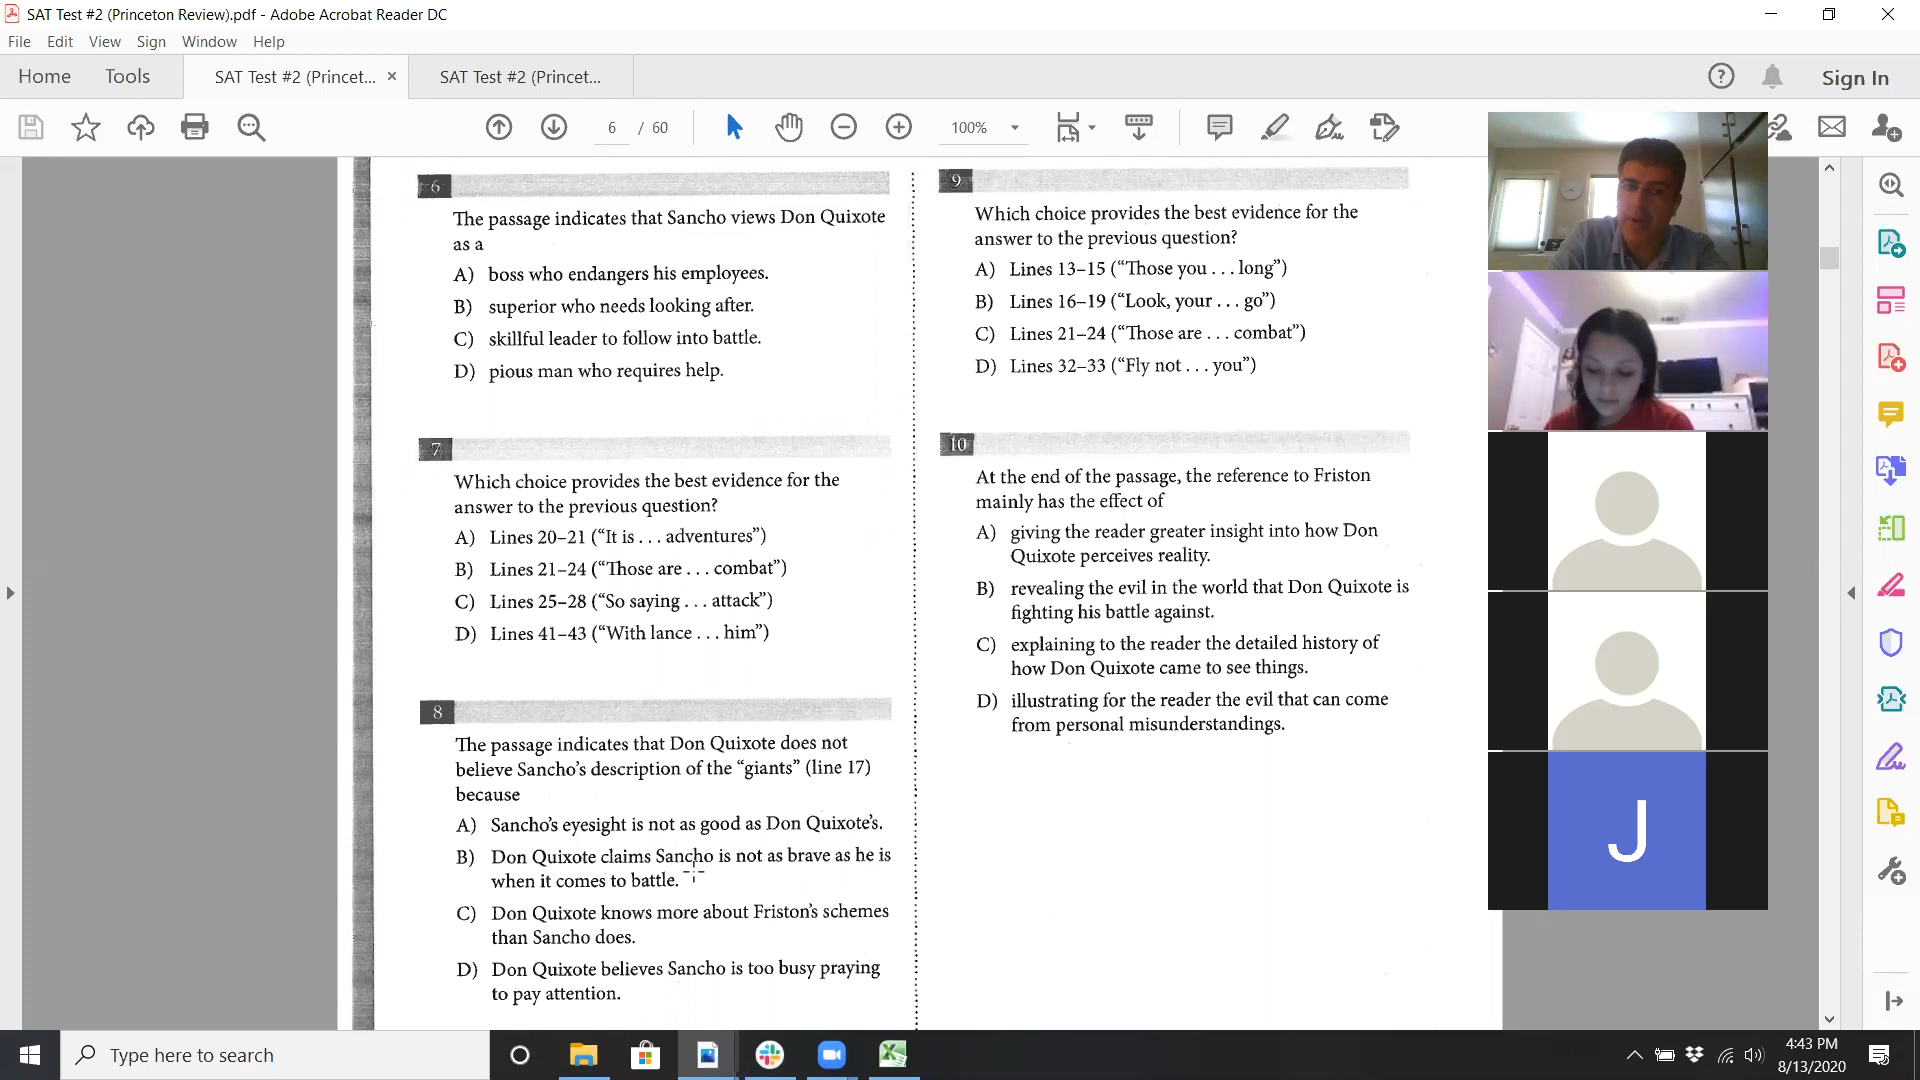 SAT Test #2 (Princeton Review).pdf - Adobe Acrobat Reader DC
File Edit View Sign Window Help
Home Tools SAT Test #2 (Princet... × SAT Test #2 (Princet... Sign In
6 / 60 100%
6
The passage indicates that Sancho views Don Quixote
as a
A) boss who endangers his employees.
B) superior who needs looking after.
C) skillful leader to follow into battle.
D) pious man who requires help.
7
Which choice provides the best evidence for the
answer to the previous question?
A) Lines 20–21 (“It is . . . adventures”)
B) Lines 21–24 (“Those are . . . combat”)
C) Lines 25–28 (“So saying . . . attack”)
D) Lines 41–43 (“With lance . . . him”)
8
The passage indicates that Don Quixote does not
believe Sancho’s description of the “giants” (line 17)
because
A) Sancho’s eyesight is not as good as Don Quixote’s.
B) Don Quixote claims Sancho is not as brave as he is
when it comes to battle.
C) Don Quixote knows more about Friston’s schemes
than Sancho does.
D) Don Quixote believes Sancho is too busy praying
to pay attention.
9
Which choice provides the best evidence for the
answer to the previous question?
A) Lines 13–15 (“Those you . . . long”)
B) Lines 16–19 (“Look, your . . . go”)
C) Lines 21–24 (“Those are . . . combat”)
D) Lines 32–33 (“Fly not . . . you”)
10
At the end of the passage, the reference to Friston
mainly has the effect of
A) giving the reader greater insight into how Don
Quixote perceives reality.
B) revealing the evil in the world that Don Quixote is
fighting his battle against.
C) explaining to the reader the detailed history of
how Don Quixote came to see things.
D) illustrating for the reader the evil that can come
from personal misunderstandings.
J
Type here to search
4:43 PM
8/13/2020